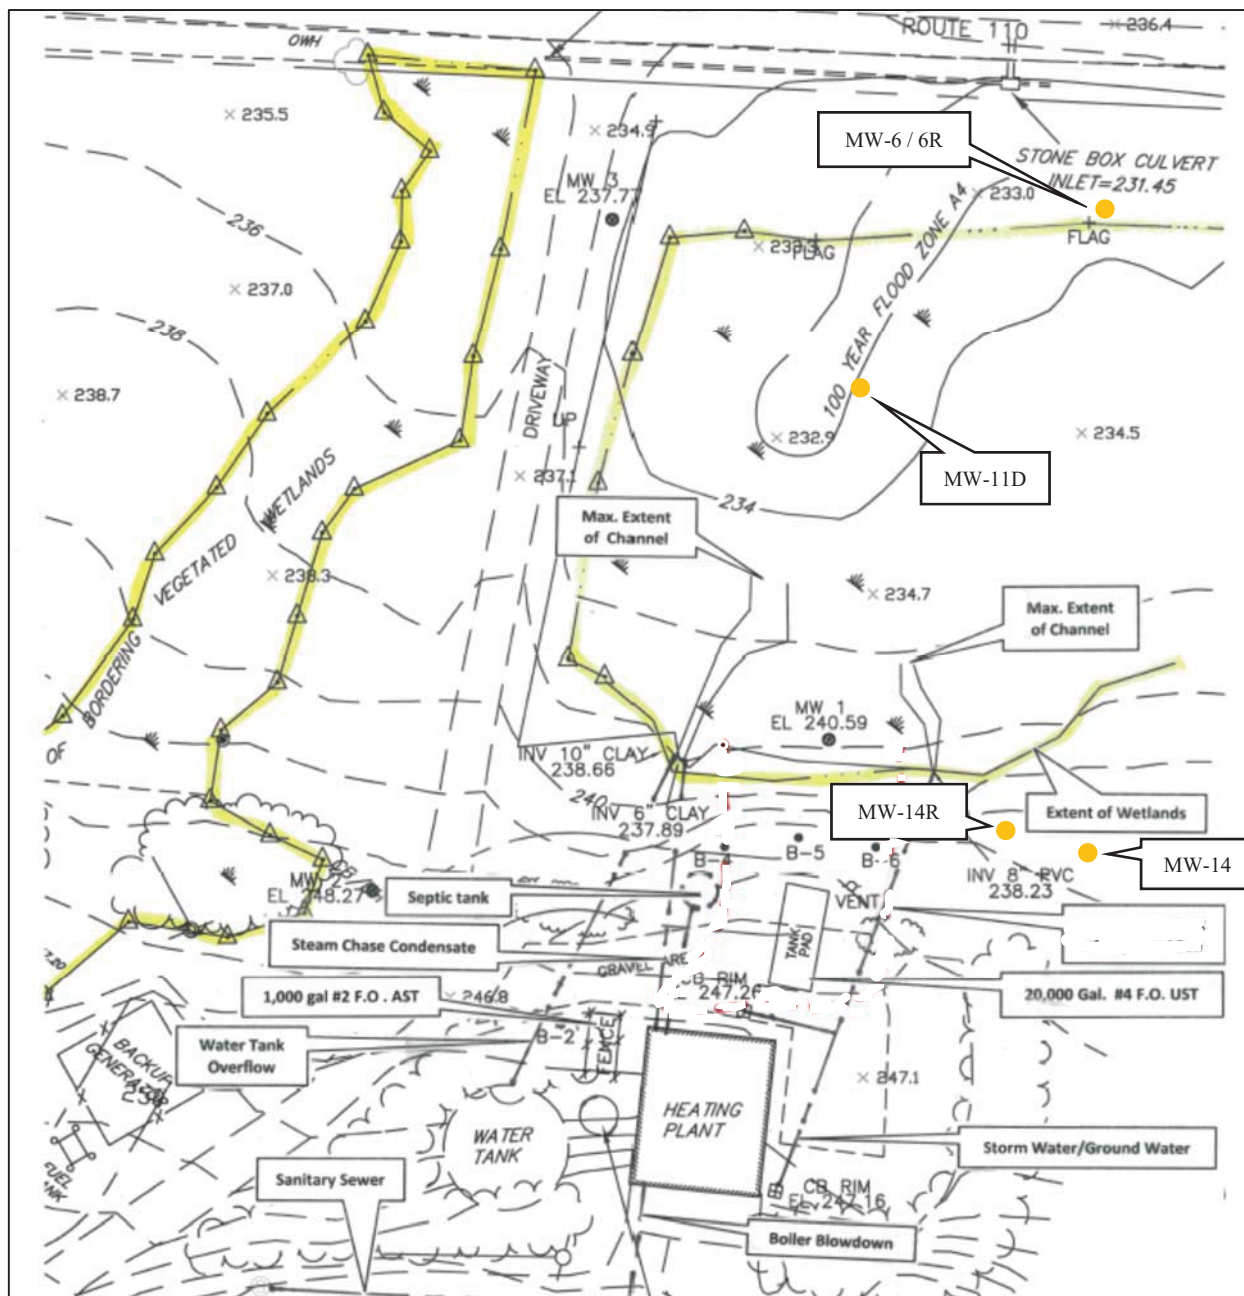 ROUTE 110
236.4
OWH
235.5
234.9
MW-6 / 6R
STONE BOX CULVERT
INLET=231.45
MW 3
EL 237.77
233.0
236
FLAG
FLAG
237.0
238
100 YEAR FLOOD ZONE A4
DRIVEWAY
238.7
UP
232.9
234.5
237.1
MW-11D
234
WETLANDS
VEGETATED
BORDERING
OF
Max. Extent
of Channel
238.3
234.7
Max. Extent
of Channel
MW 1
EL 240.59
INV 10" CLAY
238.66
240
INV 6" CLAY
237.89
MW-14R
Extent of Wetlands
B-4
B-5
B-6
MW-14
INV 8" PVC
238.23
MW 2
EL 248.27
Septic tank
VENT
Steam Chase Condensate
TANK
PAD
GRAVEL AREA
CB RIM
247.26
1,000 gal #2 F.O . AST
246.8
20,000 Gal. #4 F.O. UST
Water Tank
Overflow
B-2
FENCE
BACKUP
GENERATOR
247.1
HEATING
PLANT
WATER
TANK
Storm Water/Ground Water
FUEL
Sanitary Sewer
CB RIM
EL 247.16
Boiler Blowdown